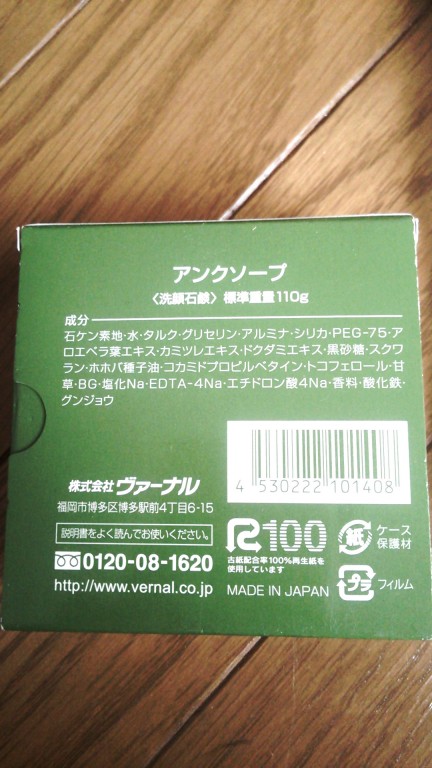 アンクソープ
〈洗顔石鹸〉標準重量110g
成分
石ケン素地・水・タルク・グリセリン・アルミナ・シリカ・PEG-75・ア
ロエベラ葉エキス・カミツレエキス・ドクダミエキス・黒砂糖・スクワ
ラン・ホホバ種子油・コカミドプロピルベタイン・トコフェロール・甘
草・BG・塩化Na・EDTA-4Na・エチドロン酸4Na・香料・酸化鉄・
グンジョウ
4 530222 101408
株式会社ヴァーナル
福岡市博多区博多駅前4丁目6-15
説明書をよく読んでお使いください。
0120-08-1620
http://www.vernal.co.jp
R100
古紙配合率100%再生紙を
使用しています
MADE IN JAPAN
紙
ケース
保護材
プラ
フィルム